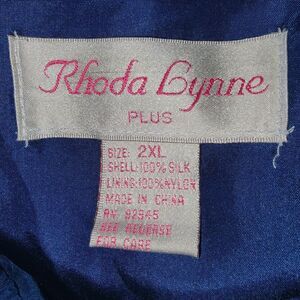 Rhoda Lynne
PLUS
SIZE: 2XL
SHELL:100% SILK
LINING:100%NYLON
MADE IN CHINA
RN 92945
SEE REVERSE
FOR CARE